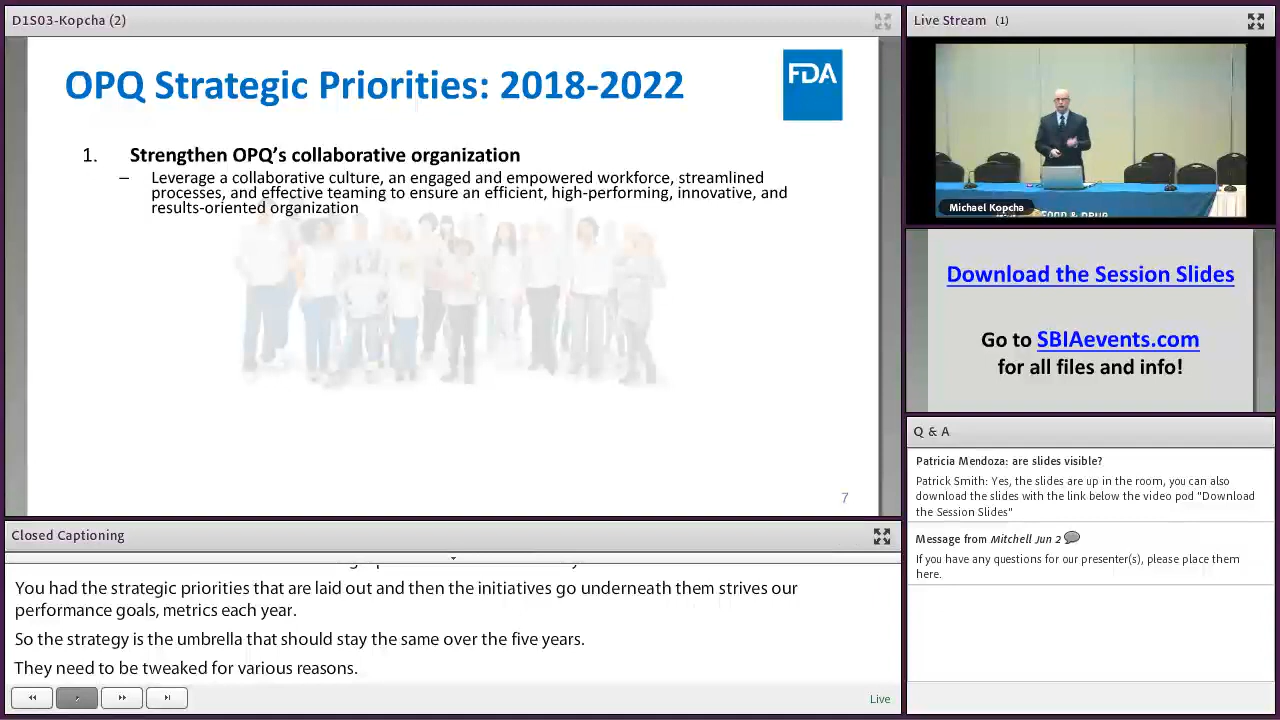 D1S03-Kopcha (2)
OPQ Strategic Priorities: 2018-2022
FDA
1. Strengthen OPQ's collaborative organization
– Leverage a collaborative culture, an engaged and empowered workforce, streamlined
processes, and effective teaming to ensure an efficient, high-performing, innovative, and
results-oriented organization
7
Closed Captioning
You had the strategic priorities that are laid out and then the initiatives go underneath them strives our
performance goals, metrics each year.
So the strategy is the umbrella that should stay the same over the five years.
They need to be tweaked for various reasons.
Live
Live Stream (1)
Michael Kopcha
FOOD & DRUG
Download the Session Slides
Go to SBIAevents.com
for all files and info!
Q & A
Patricia Mendoza: are slides visible?
Patrick Smith: Yes, the slides are up in the room, you can also
download the slides with the link below the video pod "Download
the Session Slides"
Message from Mitchell Jun 2
If you have any questions for our presenter(s), please place them
here.